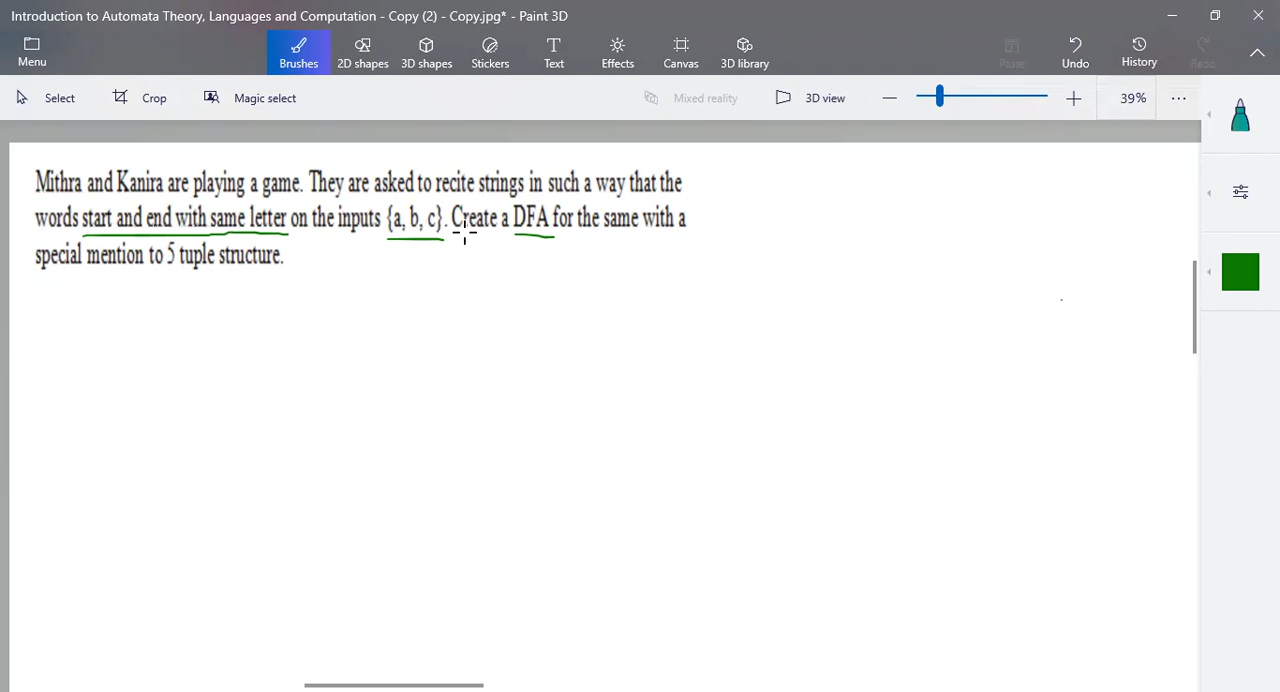 Introduction to Automata Theory, Languages and Computation - Copy (2) - Copy.jpg* - Paint 3D
Menu
Brushes
2D shapes
3D shapes
Stickers
Text
Effects
Canvas
3D library
Paste
Undo
History
Redo
Select
Crop
Magic select
Mixed reality
3D view
39%
Mithra and Kanira are playing a game. They are asked to recite strings in such a way that the
words start and end with same letter on the inputs {a, b, c}. Create a DFA for the same with a
special mention to 5 tuple structure.